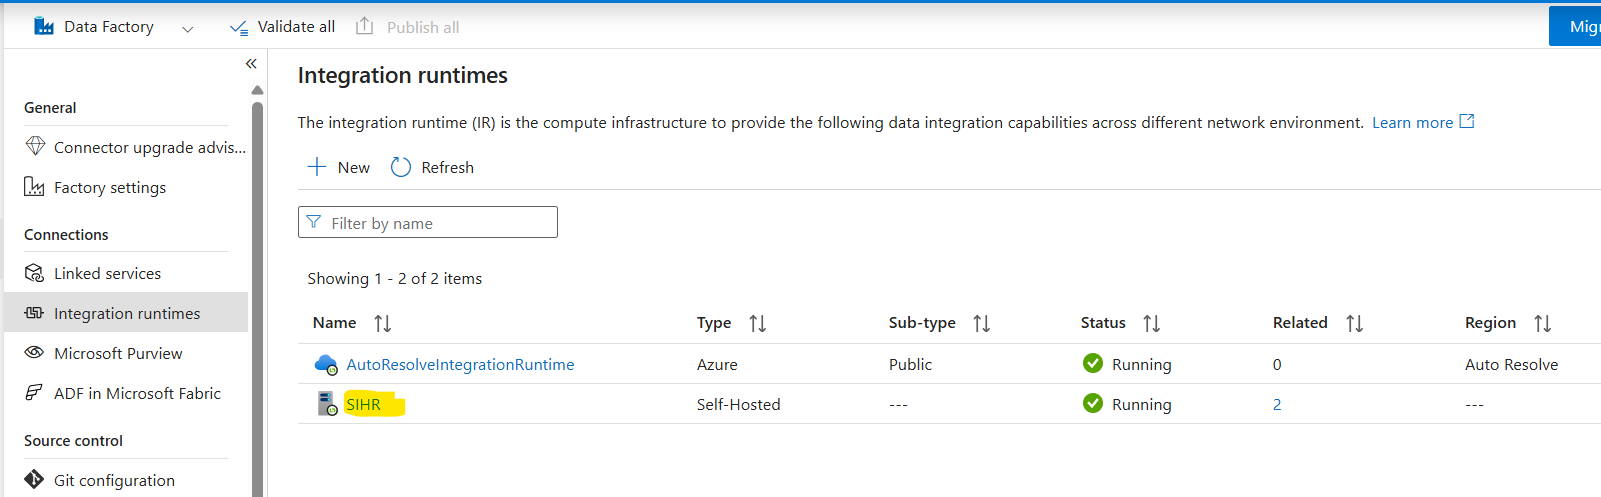 Data Factory
Validate all
Publish all
«
General
Connector upgrade advis...
Factory settings
Connections
Linked services
Integration runtimes
Microsoft Purview
ADF in Microsoft Fabric
Source control
Git configuration
Integration runtimes
The integration runtime (IR) is the compute infrastructure to provide the following data integration capabilities across different network environment. Learn more
New Refresh
Filter by name
Showing 1 - 2 of 2 items
Name Type Sub-type Status Related Region
AutoResolveIntegrationRuntime Azure Public Running 0 Auto Resolve
SIHR Self-Hosted --- Running 2 ---